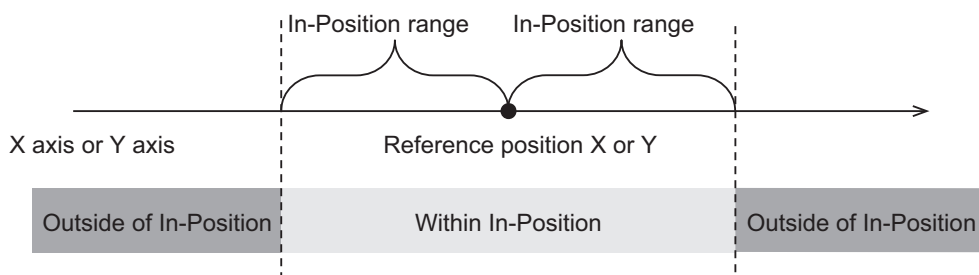 In-Position range
In-Position range
X axis or Y axis
Reference position X or Y
Outside of In-Position
Within In-Position
Outside of In-Position